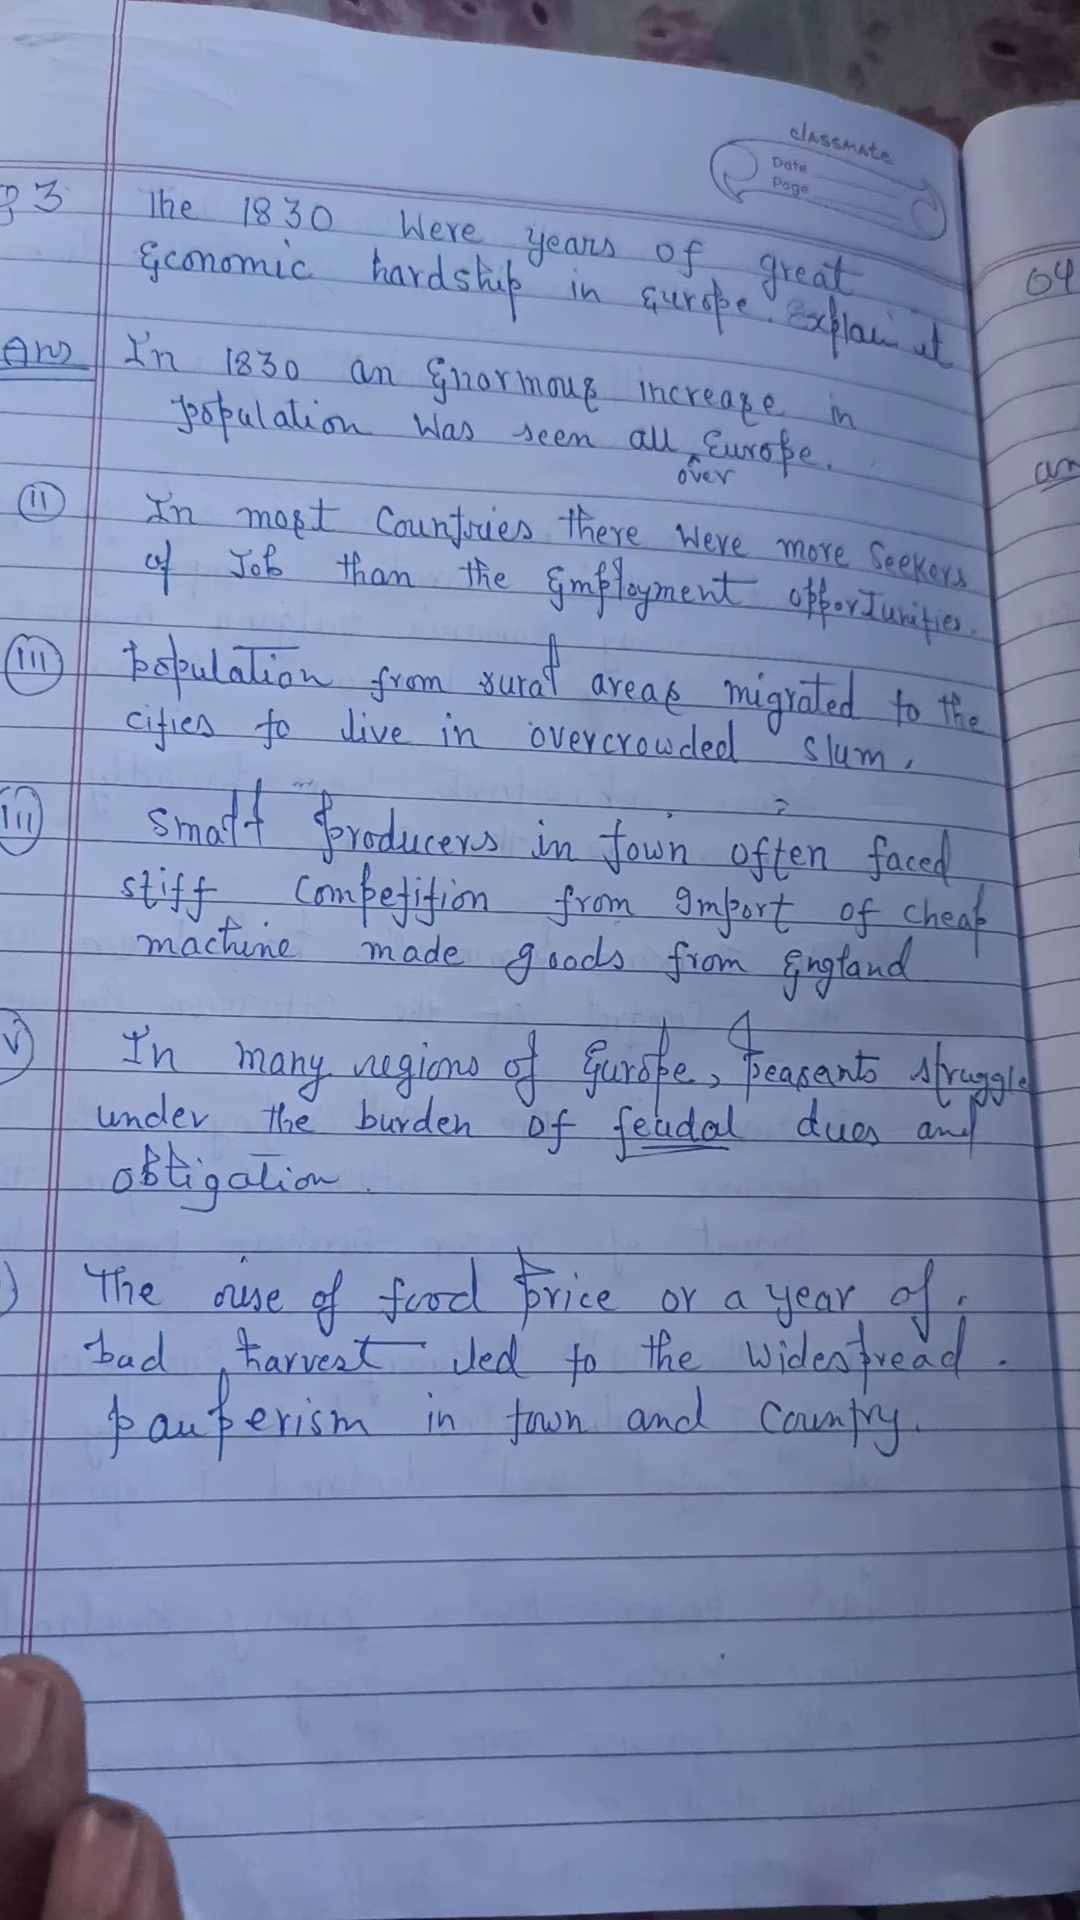 classmate
Date
Page
Q3 The 1830 Were years of great
Economic hardship in Europe. Explain it
Ans In 1830 an Enormous increase in
population was seen all Europe.
over
(ii) In most Countries there were more Seekers
of Job than the Employment opportunities.
(iii) population from rural areas migrated to the
cities to live in overcrowded slum.
Small producers in town often faced
stiff Competition from Import of cheap
machine made goods from England
In many regions of Europe, peasants struggle
under the burden of feudal dues and
obligation.
The rise of food price or a year of
bad harvest led to the widespread
pauperism in town and Country.
04